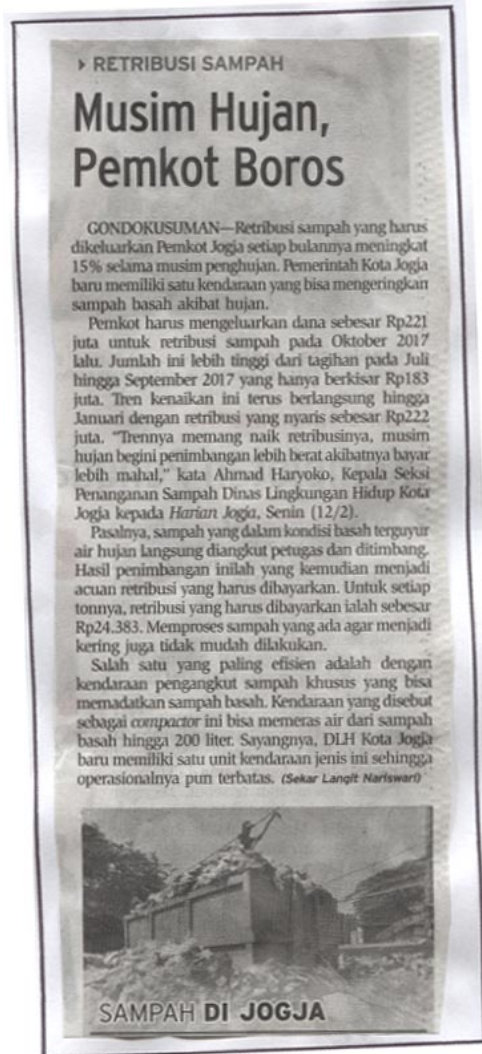 ▸ RETRIBUSI SAMPAH
Musim Hujan,
Pemkot Boros
GONDOKUSUMAN—Retribusi sampah yang harus
dikeluarkan Pemkot Jogja setiap bulannya meningkat
15% selama musim penghujan. Pemerintah Kota Jogja
baru memiliki satu kendaraan yang bisa mengeringkan
sampah basah akibat hujan.
Pemkot harus mengeluarkan dana sebesar Rp221
juta untuk retribusi sampah pada Oktober 2017
lalu. Jumlah ini lebih tinggi dari tagihan pada Juli
hingga September 2017 yang hanya berkisar Rp183
juta. Tren kenaikan ini terus berlangsung hingga
Januari dengan retribusi yang nyaris sebesar Rp222
juta. “Trennya memang naik retribusinya, musim
hujan begini penimbangan lebih berat akibatnya bayar
lebih mahal,” kata Ahmad Haryoko, Kepala Seksi
Penanganan Sampah Dinas Lingkungan Hidup Kota
Jogja kepada Harian Jogja, Senin (12/2).
Pasalnya, sampah yang dalam kondisi basah terguyur
air hujan langsung diangkut petugas dan ditimbang.
Hasil penimbangan inilah yang kemudian menjadi
acuan retribusi yang harus dibayarkan. Untuk setiap
tonnya, retribusi yang harus dibayarkan ialah sebesar
Rp24.383. Memproses sampah yang ada agar menjadi
kering juga tidak mudah dilakukan.
Salah satu yang paling efisien adalah dengan
kendaraan pengangkut sampah khusus yang bisa
memadatkan sampah basah. Kendaraan yang disebut
sebagai compactor ini bisa memeras air dari sampah
basah hingga 200 liter. Sayangnya, DLH Kota Jogja
baru memiliki satu unit kendaraan jenis ini sehingga
operasionalnya pun terbatas. (Sekar Langit Nariswari)
SAMPAH DI JOGJA